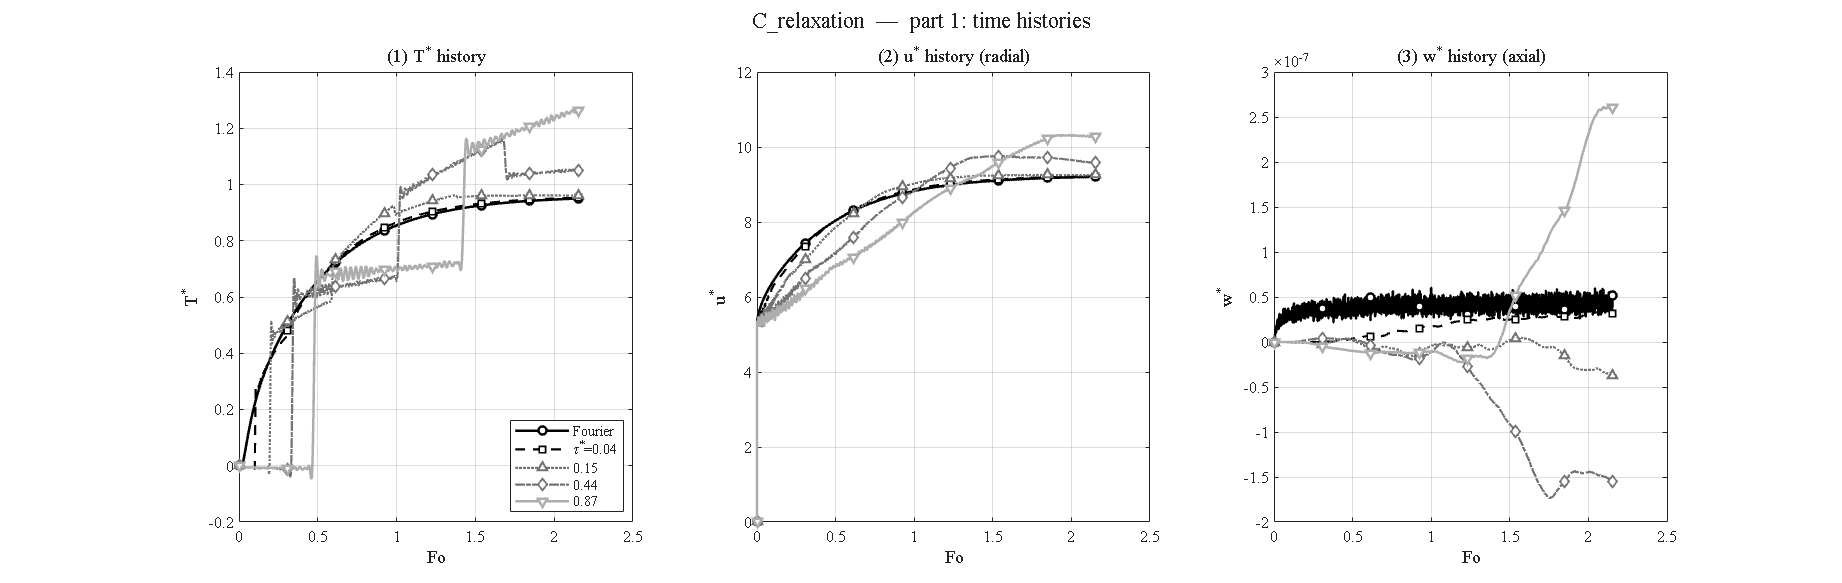 C_relaxation — part 1: time histories
(1) T* history
1.4
1.2
1
0.8
0.6
0.4
0.2
0
-0.2
T*
0 0.5 1 1.5 2 2.5
Fo
Fourier
τ*=0.04
0.15
0.44
0.87
(2) u* history (radial)
12
10
8
6
4
2
0
u*
0 0.5 1 1.5 2 2.5
Fo
(3) w* history (axial)
×10-7
3
2.5
2
1.5
1
0.5
0
-0.5
-1
-1.5
-2
w*
0 0.5 1 1.5 2 2.5
Fo